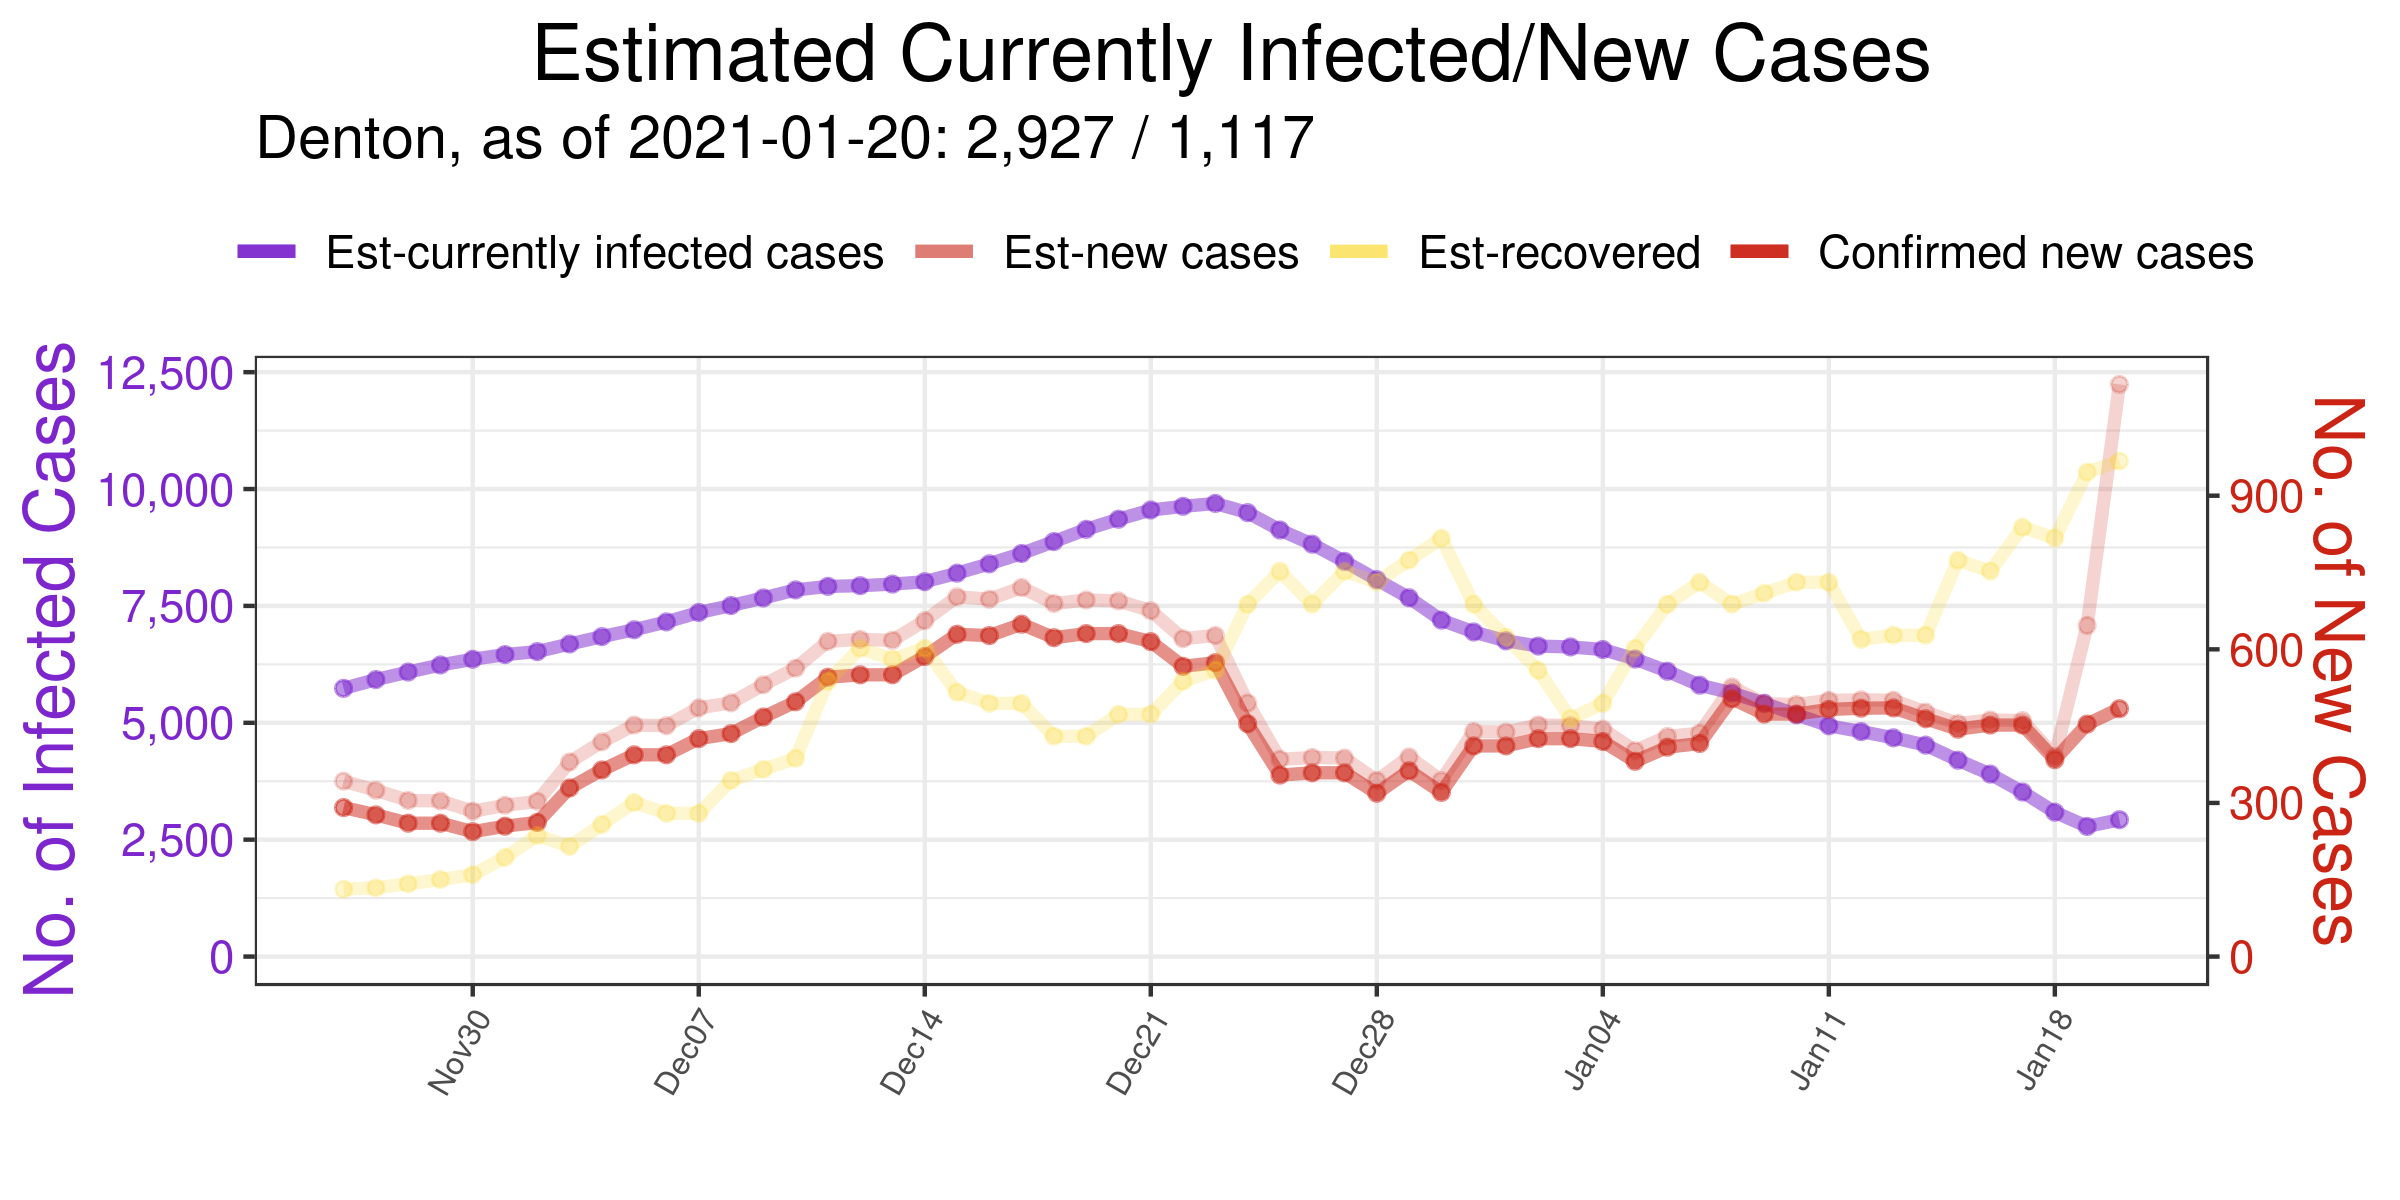 Estimated Currently Infected/New Cases
Denton, as of 2021-01-20: 2,927 / 1,117
Est-currently infected cases Est-new cases Est-recovered Confirmed new cases
No. of Infected Cases
12,500
10,000
7,500
5,000
2,500
0
900
600
300
0
No. of New Cases
Nov30 Dec07 Dec14 Dec21 Dec28 Jan04 Jan11 Jan18